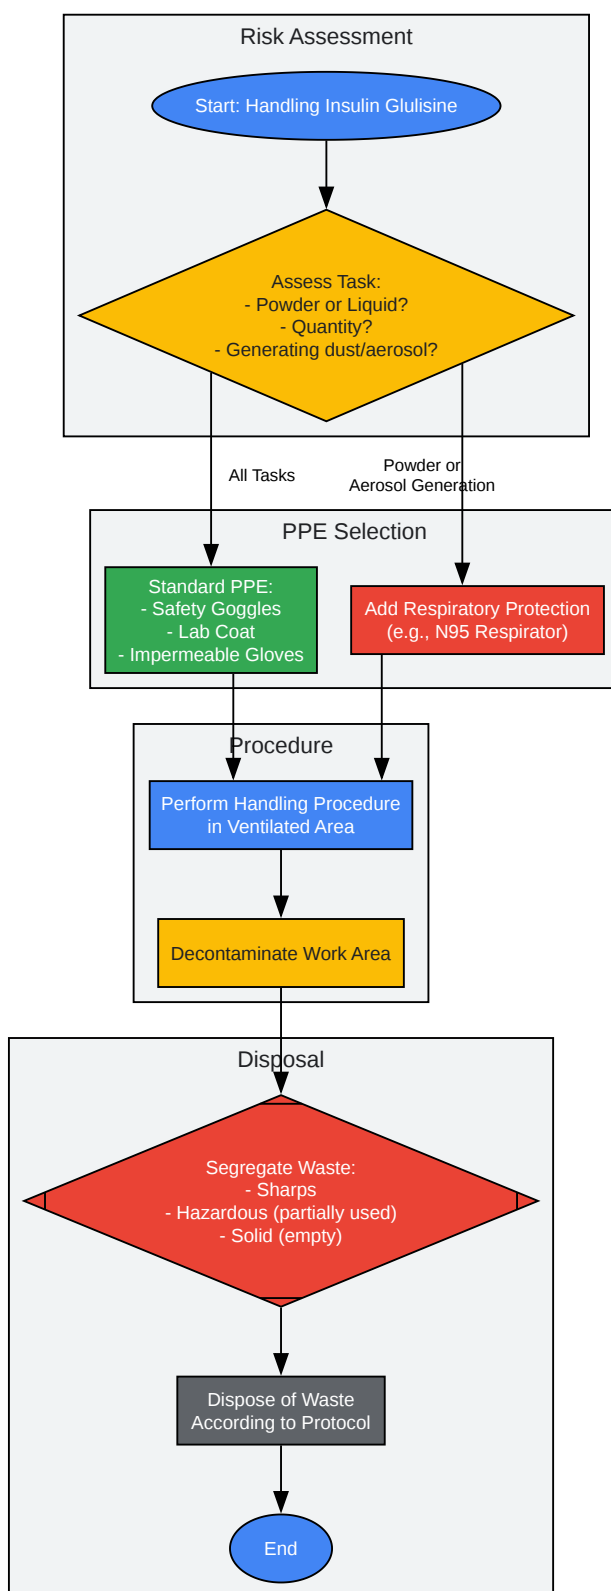 Risk Assessment
Start: Handling Insulin Glulisine
Assess Task:
- Powder or Liquid?
- Quantity?
- Generating dust/aerosol?
All Tasks
Powder or
Aerosol Generation
PPE Selection
Standard PPE:
- Safety Goggles
- Lab Coat
- Impermeable Gloves
Add Respiratory Protection
(e.g., N95 Respirator)
Procedure
Perform Handling Procedure
in Ventilated Area
Decontaminate Work Area
Disposal
Segregate Waste:
- Sharps
- Hazardous (partially used)
- Solid (empty)
Dispose of Waste
According to Protocol
End